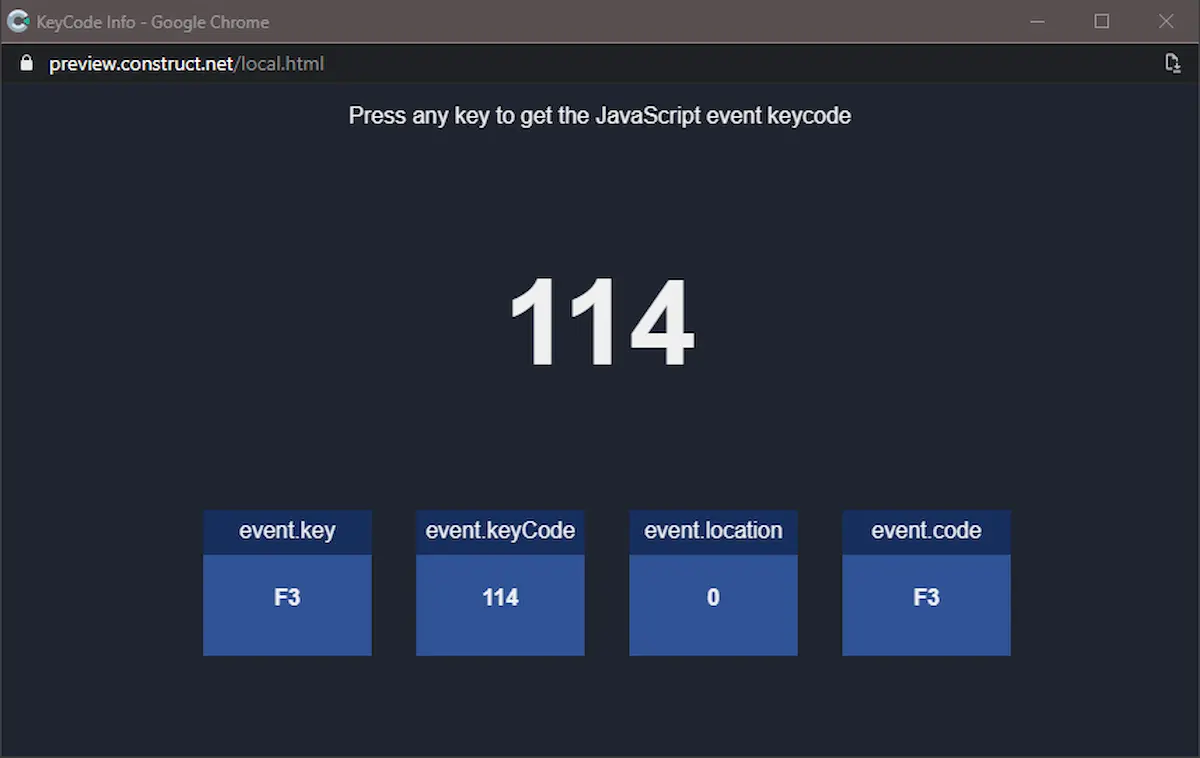 KeyCode Info - Google Chrome
preview.construct.net/local.html
Press any key to get the JavaScript event keycode
114
event.key event.keyCode event.location event.code
F3 114 0 F3